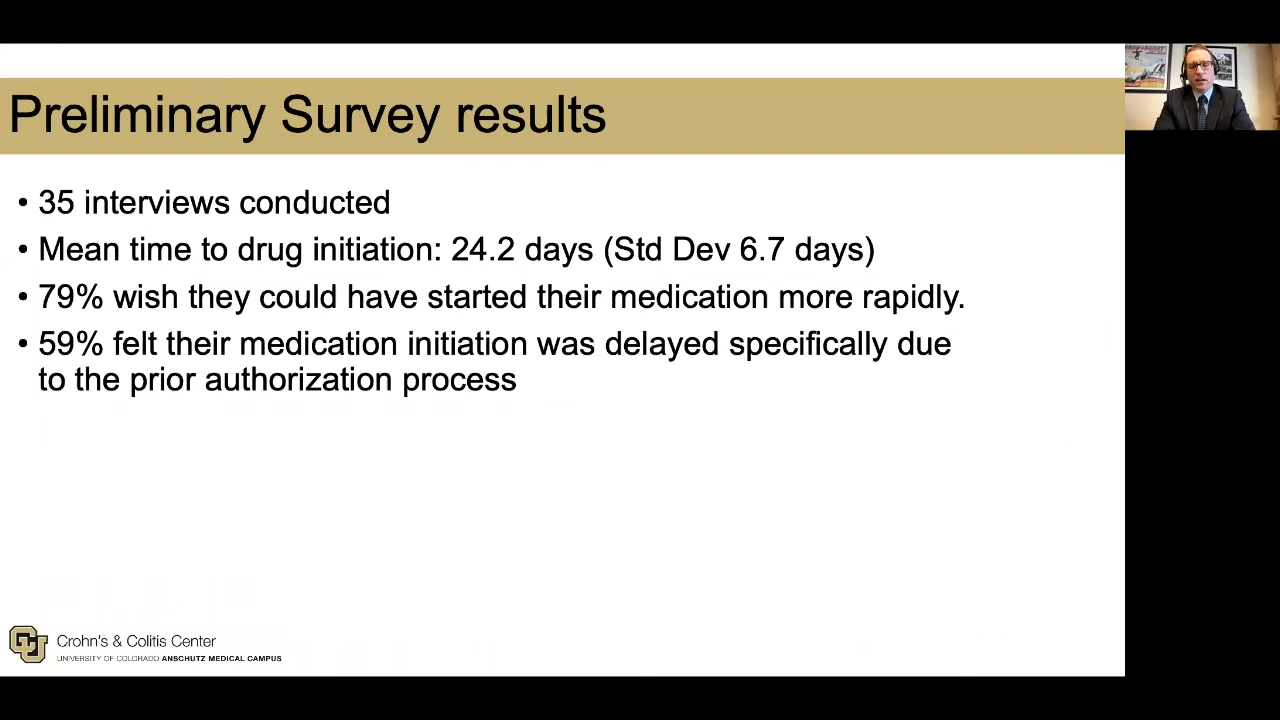 Preliminary Survey results
• 35 interviews conducted
• Mean time to drug initiation: 24.2 days (Std Dev 6.7 days)
• 79% wish they could have started their medication more rapidly.
• 59% felt their medication initiation was delayed specifically due
to the prior authorization process
CU
Crohn's & Colitis Center
UNIVERSITY OF COLORADO ANSCHUTZ MEDICAL CAMPUS